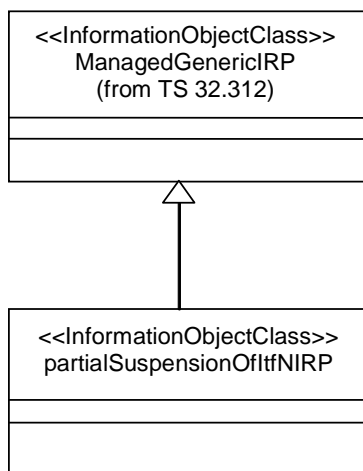 <<InformationObjectClass>>
ManagedGenericIRP
(from TS 32.312)
<<InformationObjectClass>>
partialSuspensionOfItfNIRP